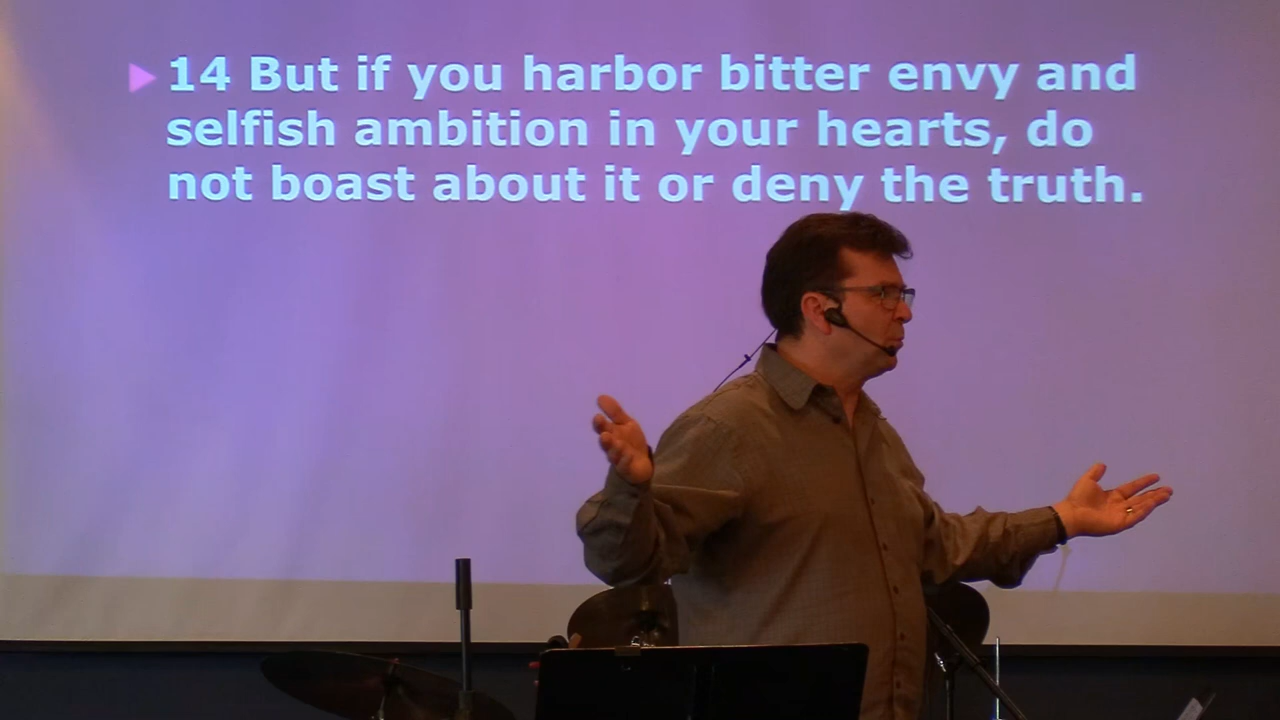 14 But if you harbor bitter envy and
selfish ambition in your hearts, do
not boast about it or deny the truth.